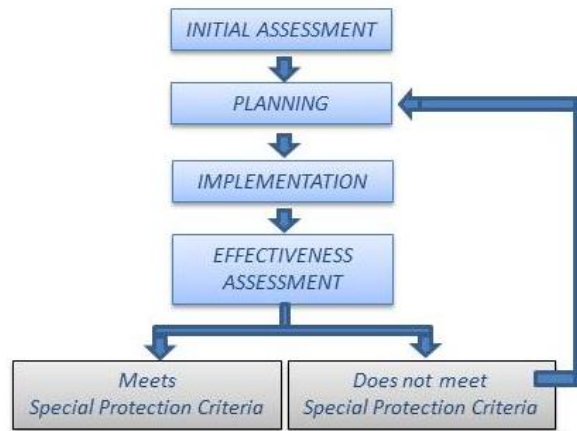 INITIAL ASSESSMENT
PLANNING
IMPLEMENTATION
EFFECTIVENESS
ASSESSMENT
Meets
Special Protection Criteria
Does not meet
Special Protection Criteria